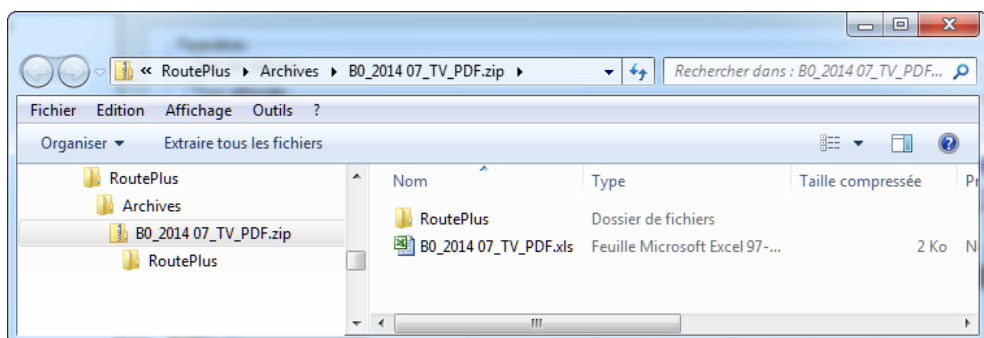 « RoutePlus ▸ Archives ▸ B0_2014 07_TV_PDF.zip ▸ Rechercher dans : B0_2014 07_TV_PDF...
Fichier Edition Affichage Outils ?
Organiser ▾ Extraire tous les fichiers
RoutePlus
Archives
B0_2014 07_TV_PDF.zip
RoutePlus
Nom Type Taille compressée Pr
RoutePlus Dossier de fichiers
B0_2014 07_TV_PDF.xls Feuille Microsoft Excel 97-... 2 Ko N